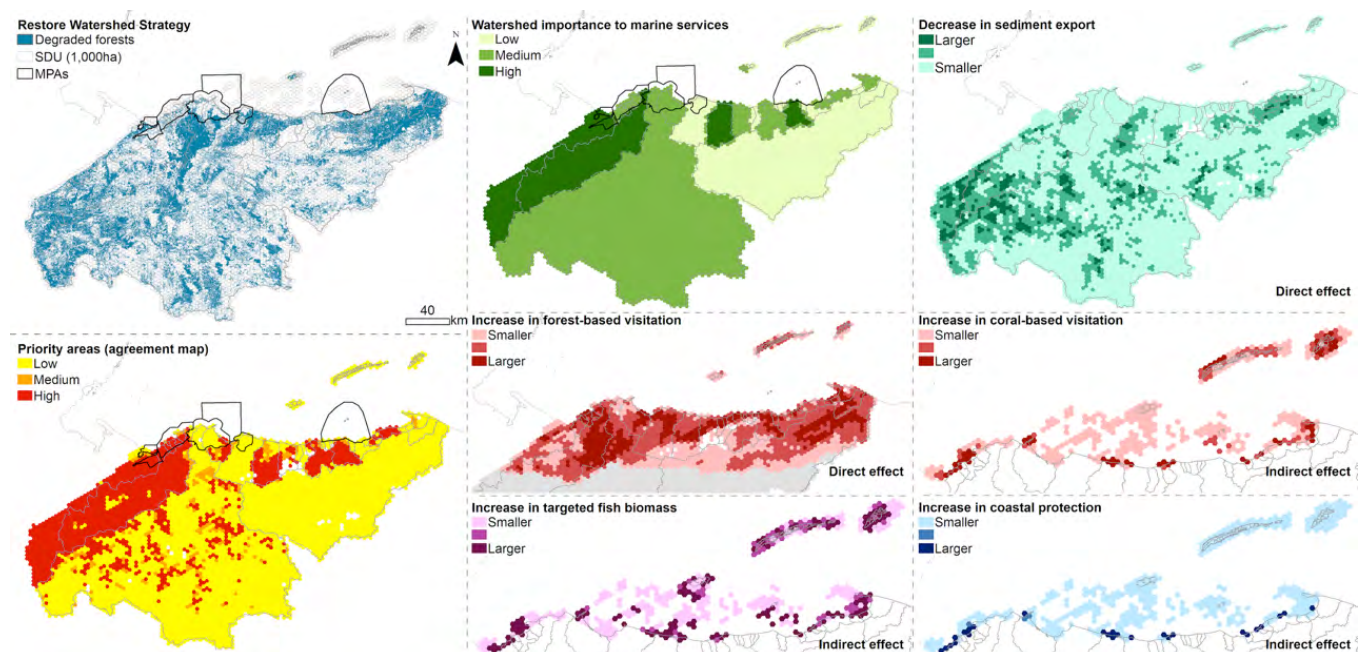 Restore Watershed Strategy
Degraded forests
SDU (1,000ha)
MPAs
N
40
km
Watershed importance to marine services
Low
Medium
High
Decrease in sediment export
Larger
Smaller
Direct effect
Priority areas (agreement map)
Low
Medium
High
Increase in forest-based visitation
Smaller
Larger
Direct effect
Increase in coral-based visitation
Smaller
Larger
Indirect effect
Increase in targeted fish biomass
Smaller
Larger
Indirect effect
Increase in coastal protection
Smaller
Larger
Indirect effect